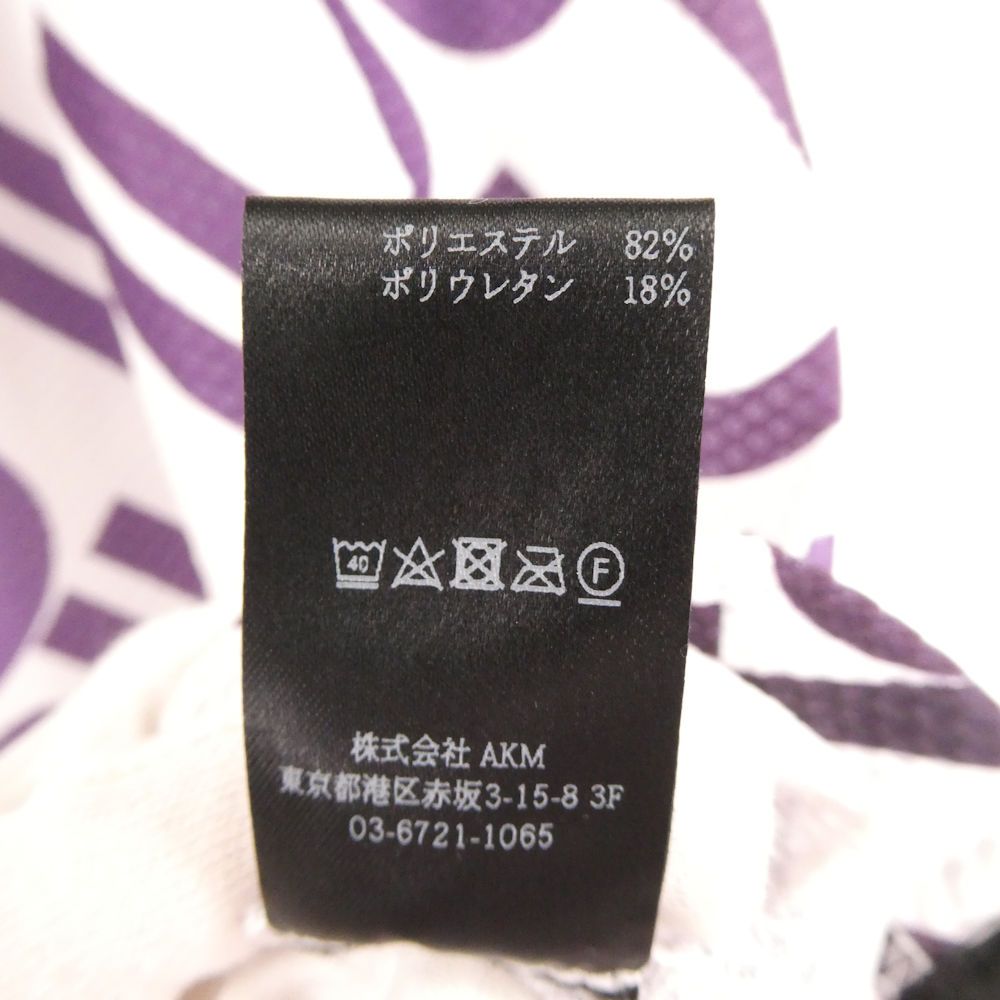 ポリエステル 82%
ポリウレタン 18%
40 F
株式会社 AKM
東京都港区赤坂3-15-8 3F
03-6721-1065